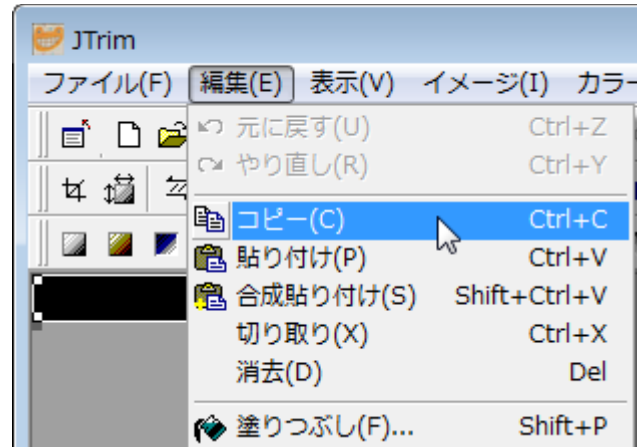 JTrim
ファイル(F) 編集(E) 表示(V) イメージ(I) カラー
元に戻す(U) Ctrl+Z
やり直し(R) Ctrl+Y
コピー(C) Ctrl+C
貼り付け(P) Ctrl+V
合成貼り付け(S) Shift+Ctrl+V
切り取り(X) Ctrl+X
消去(D) Del
塗りつぶし(F)... Shift+P